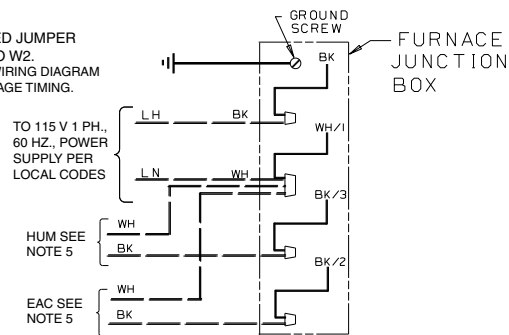 GROUND
SCREW
ED JUMPER
W2.
WIRING DIAGRAM
AGE TIMING.
FURNACE
JUNCTION
BOX
BK
LH
BK
TO 115 V 1 PH.,
60 HZ., POWER
SUPPLY PER
LOCAL CODES
WH/1
LN
WH
BK/3
WH
HUM SEE
NOTE 5
BK
BK/2
WH
EAC SEE
NOTE 5
BK